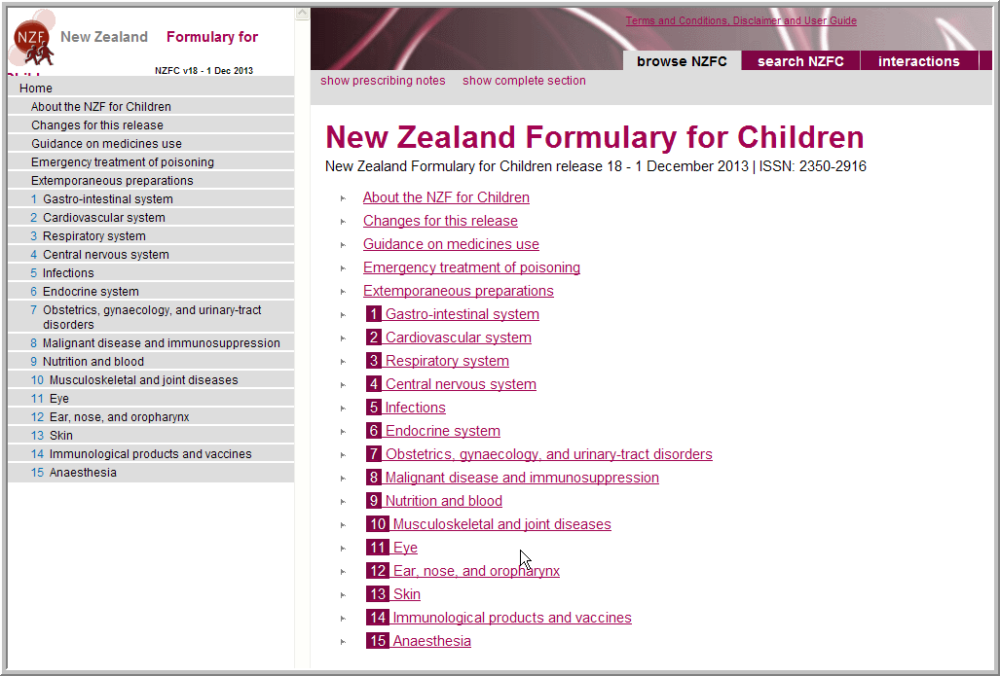 NZF New Zealand Formulary for
NZFC v18 - 1 Dec 2013
Home
About the NZF for Children
Changes for this release
Guidance on medicines use
Emergency treatment of poisoning
Extemporaneous preparations
1 Gastro-intestinal system
2 Cardiovascular system
3 Respiratory system
4 Central nervous system
5 Infections
6 Endocrine system
7 Obstetrics, gynaecology, and urinary-tract
disorders
8 Malignant disease and immunosuppression
9 Nutrition and blood
10 Musculoskeletal and joint diseases
11 Eye
12 Ear, nose, and oropharynx
13 Skin
14 Immunological products and vaccines
15 Anaesthesia
Terms and Conditions, Disclaimer and User Guide
browse NZFC search NZFC interactions
show prescribing notes show complete section
New Zealand Formulary for Children
New Zealand Formulary for Children release 18 - 1 December 2013 | ISSN: 2350-2916
About the NZF for Children
Changes for this release
Guidance on medicines use
Emergency treatment of poisoning
Extemporaneous preparations
1 Gastro-intestinal system
2 Cardiovascular system
3 Respiratory system
4 Central nervous system
5 Infections
6 Endocrine system
7 Obstetrics, gynaecology, and urinary-tract disorders
8 Malignant disease and immunosuppression
9 Nutrition and blood
10 Musculoskeletal and joint diseases
11 Eye
12 Ear, nose, and oropharynx
13 Skin
14 Immunological products and vaccines
15 Anaesthesia